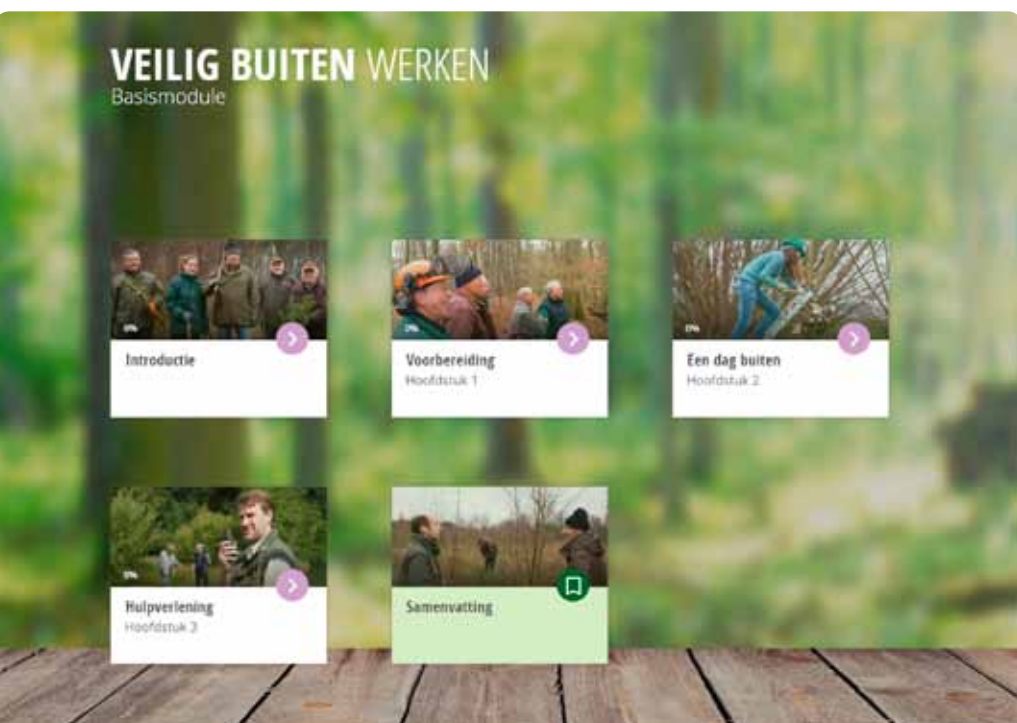 VEILIG BUITEN WERKEN
Basismodule
0%
Introductie
0%
Voorbereiding
Hoofdstuk 1
0%
Een dag buiten
Hoofdstuk 2
0%
Hulpverlening
Hoofdstuk 3
Samenvatting